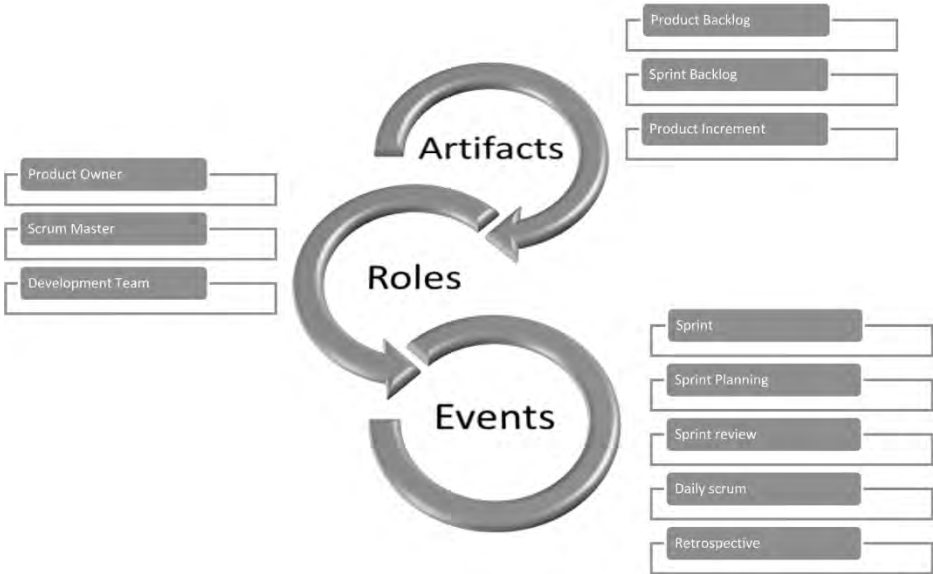 Product Backlog
Sprint Backlog
Product Increment
Artifacts
Product Owner
Scrum Master
Development Team
Roles
Sprint
Sprint Planning
Sprint review
Daily scrum
Retrospective
Events